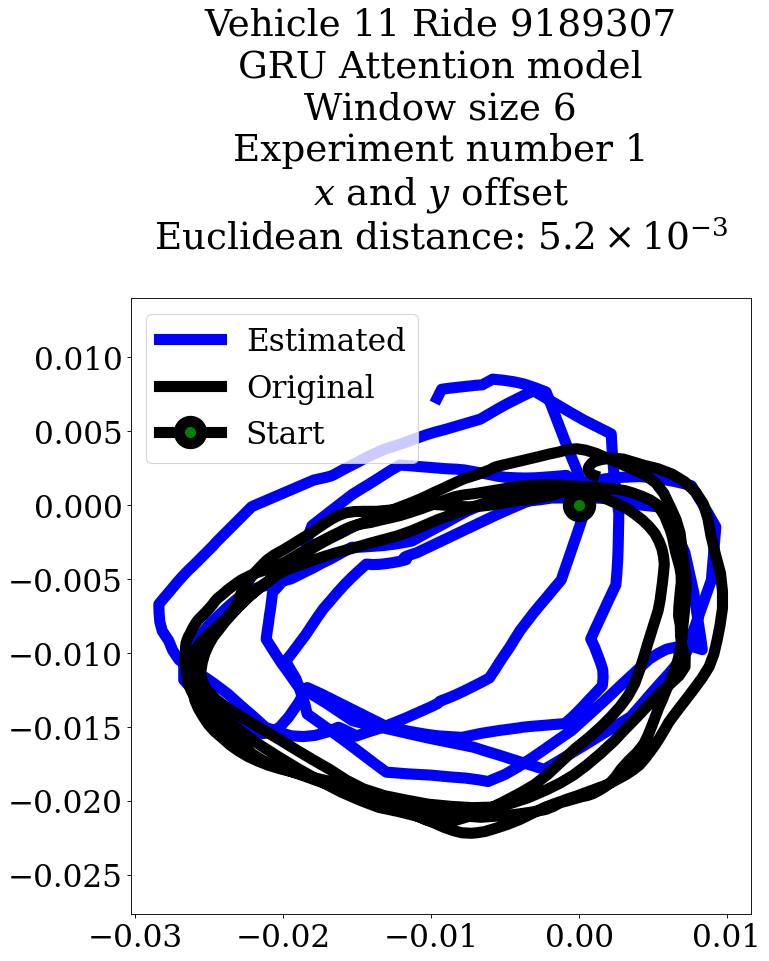 Vehicle 11 Ride 9189307
GRU Attention model
Window size 6
Experiment number 1
x and y offset
Euclidean distance: 5.2 × 10⁻³
Estimated
Original
Start
0.010
0.005
0.000
−0.005
−0.010
−0.015
−0.020
−0.025
−0.03 −0.02 −0.01 0.00 0.01